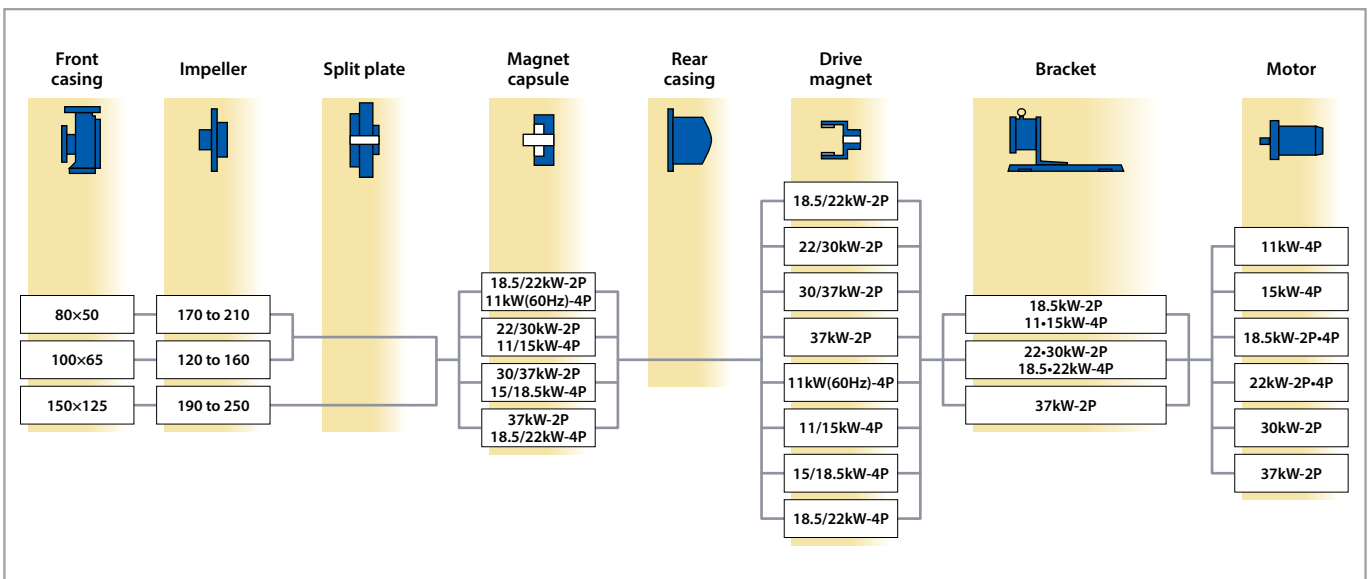 Front
casing
Impeller
Split plate
Magnet
capsule
Rear
casing
Drive
magnet
Bracket
Motor
80×50
100×65
150×125
170 to 210
120 to 160
190 to 250
18.5/22kW-2P
11kW(60Hz)-4P
22/30kW-2P
11/15kW-4P
30/37kW-2P
15/18.5kW-4P
37kW-2P
18.5/22kW-4P
18.5/22kW-2P
22/30kW-2P
30/37kW-2P
37kW-2P
11kW(60Hz)-4P
11/15kW-4P
15/18.5kW-4P
18.5/22kW-4P
18.5kW-2P
11•15kW-4P
22•30kW-2P
18.5•22kW-4P
37kW-2P
11kW-4P
15kW-4P
18.5kW-2P•4P
22kW-2P•4P
30kW-2P
37kW-2P